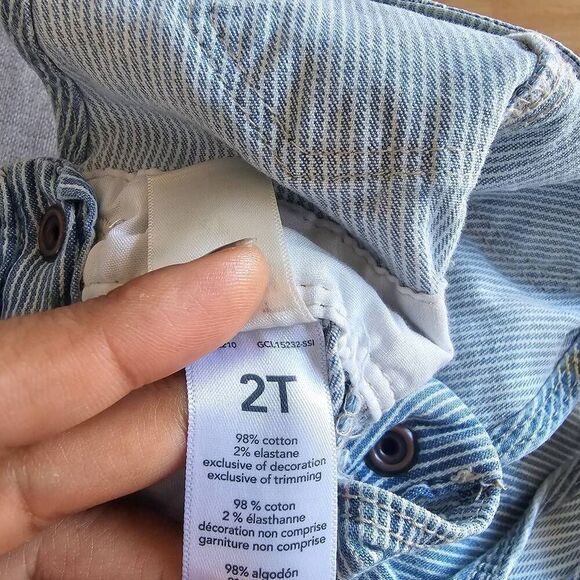 210 GCL15232-SSI
2T
98% cotton
2% elastane
exclusive of decoration
exclusive of trimming
98 % coton
2 % élasthanne
décoration non comprise
garniture non comprise
98% algodón